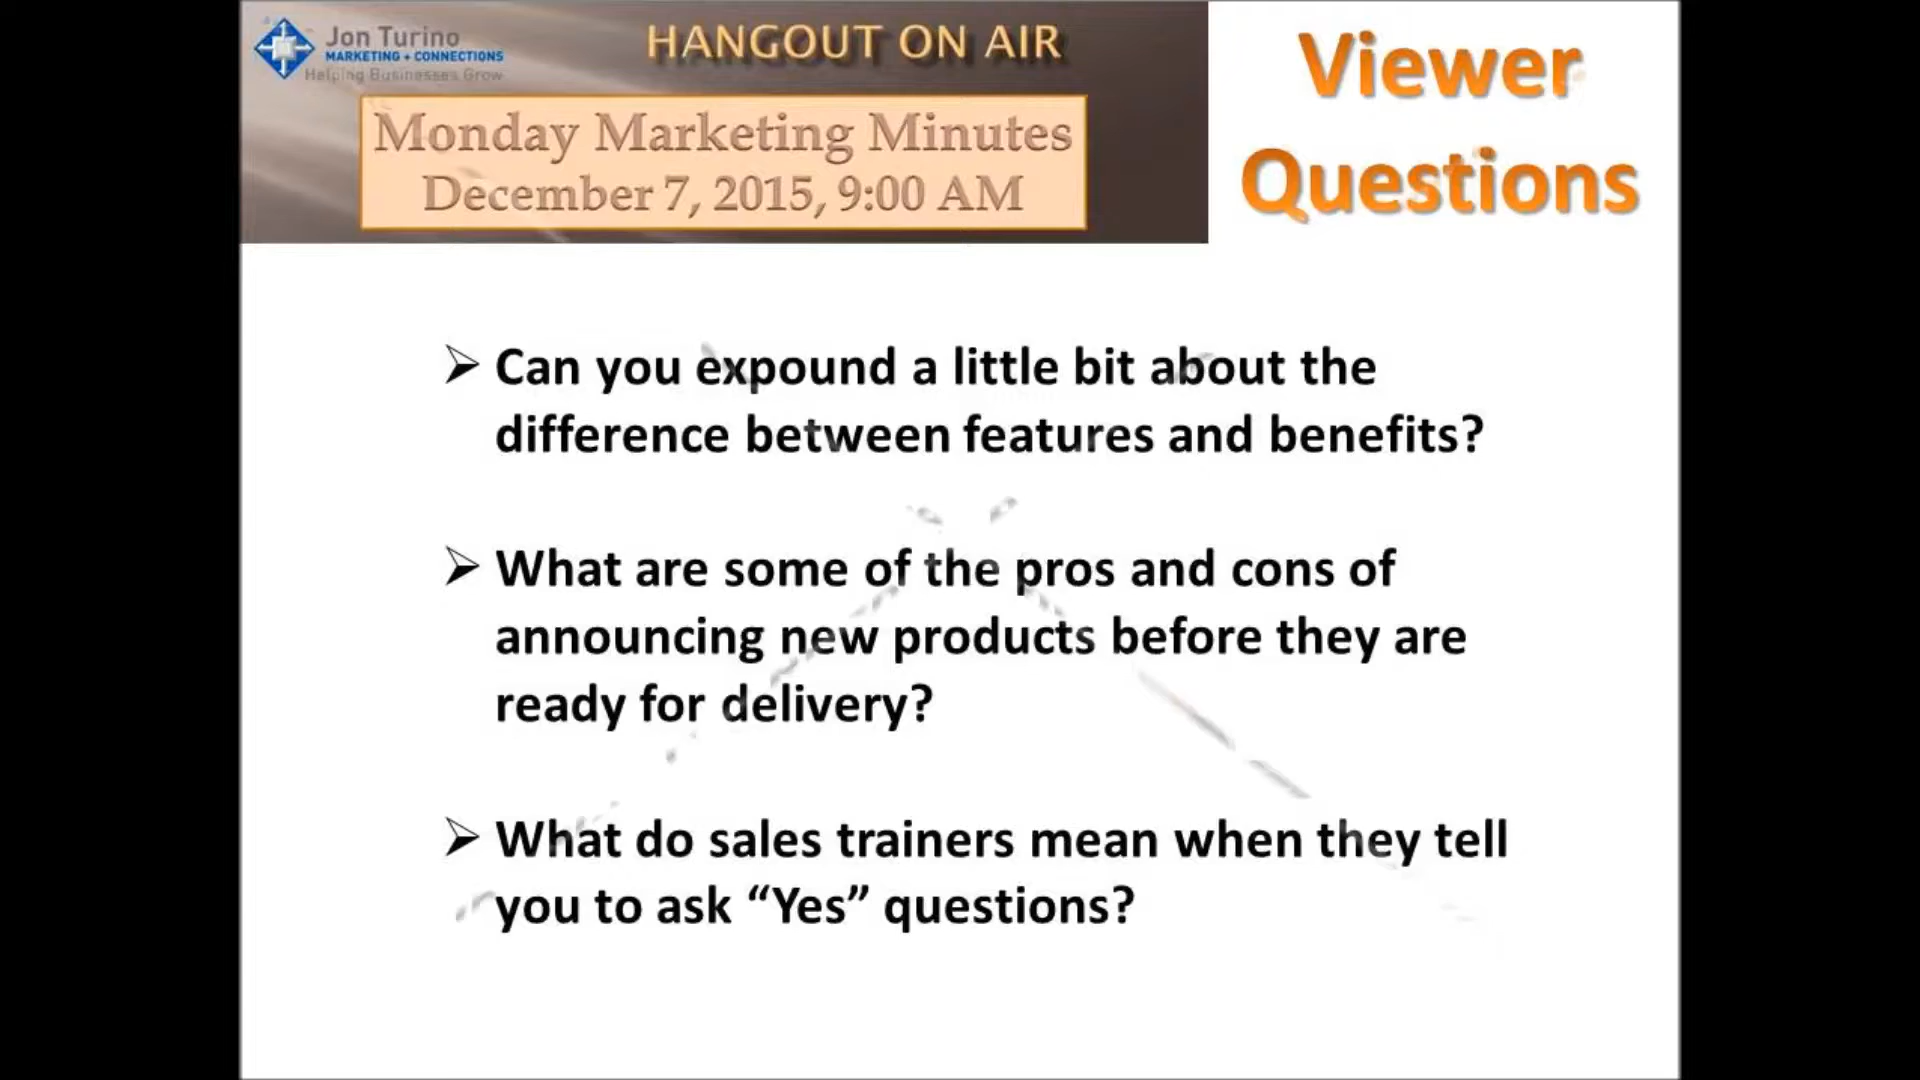 Jon Turino
MARKETING + CONNECTIONS
Helping Businesses Grow
HANGOUT ON AIR
Monday Marketing Minutes
December 7, 2015, 9:00 AM
Viewer
Questions
➢ Can you expound a little bit about the
difference between features and benefits?
➢ What are some of the pros and cons of
announcing new products before they are
ready for delivery?
➢ What do sales trainers mean when they tell
you to ask “Yes” questions?